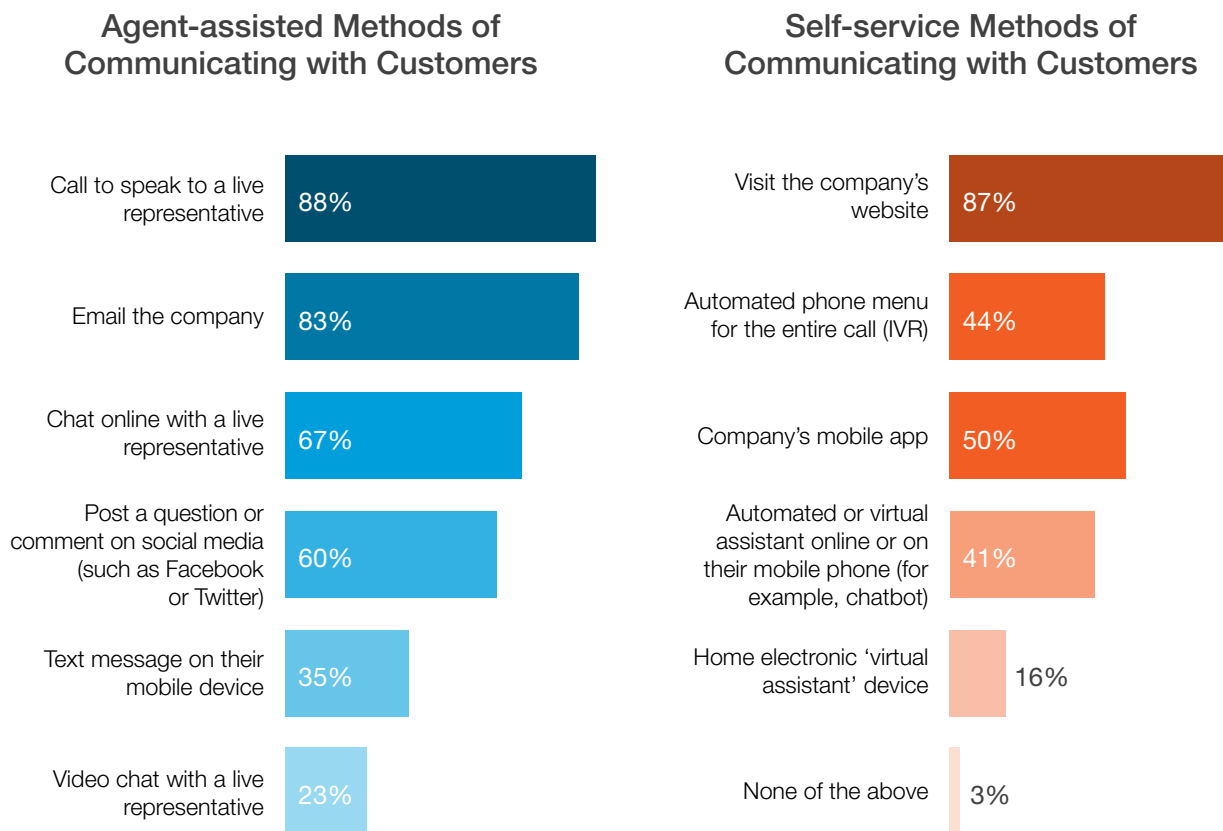 Agent-assisted Methods of
Communicating with Customers
Call to speak to a live
representative
88%
Email the company
83%
Chat online with a live
representative
67%
Post a question or
comment on social media
(such as Facebook
or Twitter)
60%
Text message on their
mobile device
35%
Video chat with a live
representative
23%
Self-service Methods of
Communicating with Customers
Visit the company’s
website
87%
Automated phone menu
for the entire call (IVR)
44%
Company’s mobile app
50%
Automated or virtual
assistant online or on
their mobile phone (for
example, chatbot)
41%
Home electronic ‘virtual
assistant’ device
16%
None of the above
3%